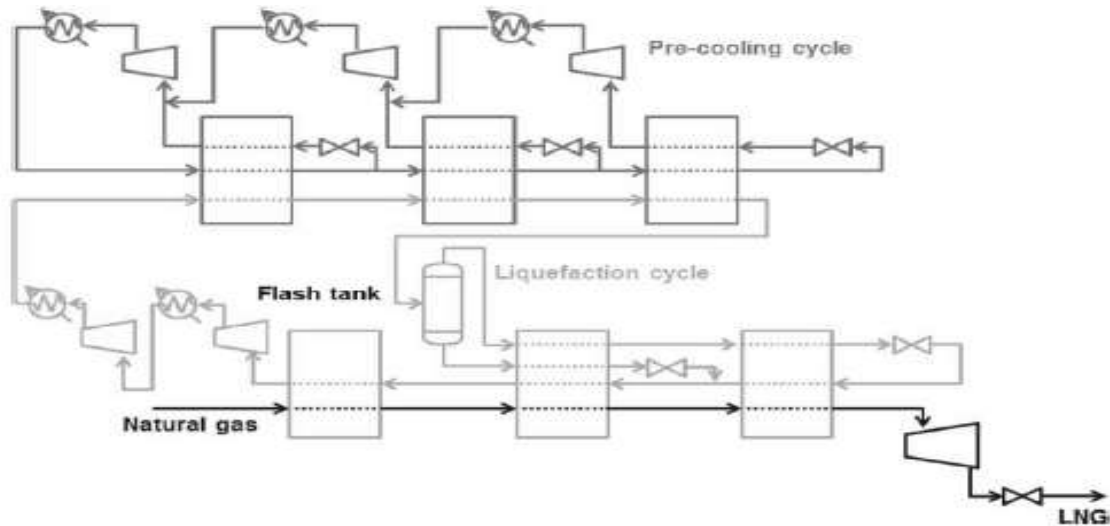 Pre-cooling cycle
Liquefaction cycle
Flash tank
Natural gas
LNG